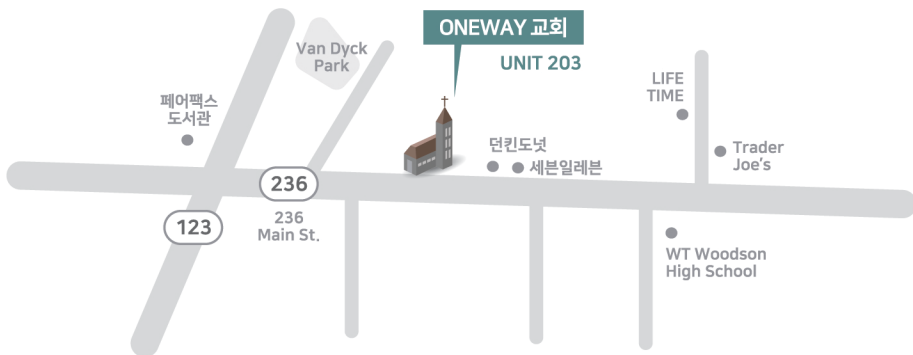 ONEWAY 교회
UNIT 203
Van Dyck
Park
페어팩스
도서관
LIFE
TIME
던킨도넛
세븐일레븐
Trader
Joe's
236
236
Main St.
123
WT Woodson
High School